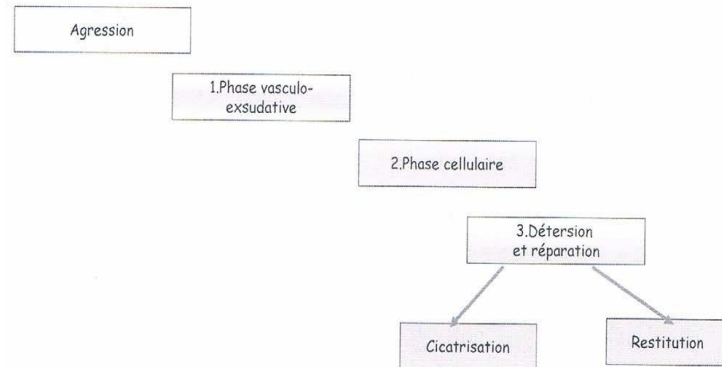 Agression
1.Phase vasculo-
exsudative
2.Phase cellulaire
3.Détersion
et réparation
Cicatrisation
Restitution